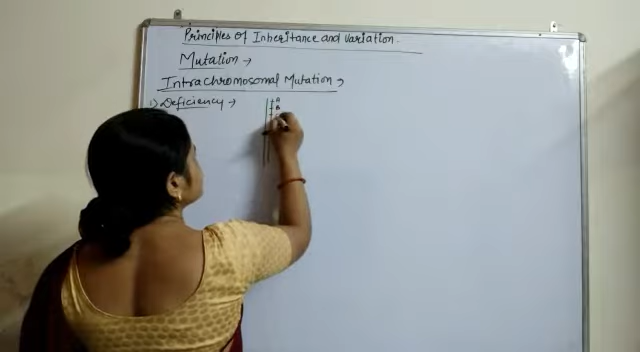 Principles of Inheritance and Variation.
Mutation →
Intrachromosomal Mutation →
1) Deficiency →
A
B